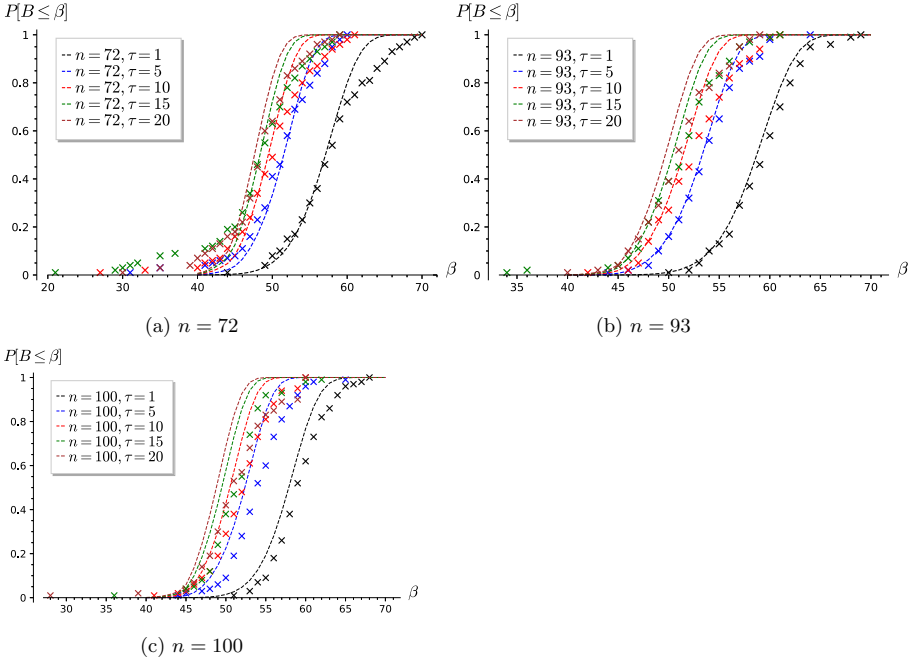 P[B ≤ β]
1
0.8
0.6
0.4
0.2
0
20 30 40 50 60 70 β
n = 72, τ = 1
n = 72, τ = 5
n = 72, τ = 10
n = 72, τ = 15
n = 72, τ = 20
(a) n = 72
P[B ≤ β]
1
0.8
0.6
0.4
0.2
0
35 40 45 50 55 60 65 70 β
n = 93, τ = 1
n = 93, τ = 5
n = 93, τ = 10
n = 93, τ = 15
n = 93, τ = 20
(b) n = 93
P[B ≤ β]
1
0.8
0.6
0.4
0.2
0
30 35 40 45 50 55 60 65 70 β
n = 100, τ = 1
n = 100, τ = 5
n = 100, τ = 10
n = 100, τ = 15
n = 100, τ = 20
(c) n = 100